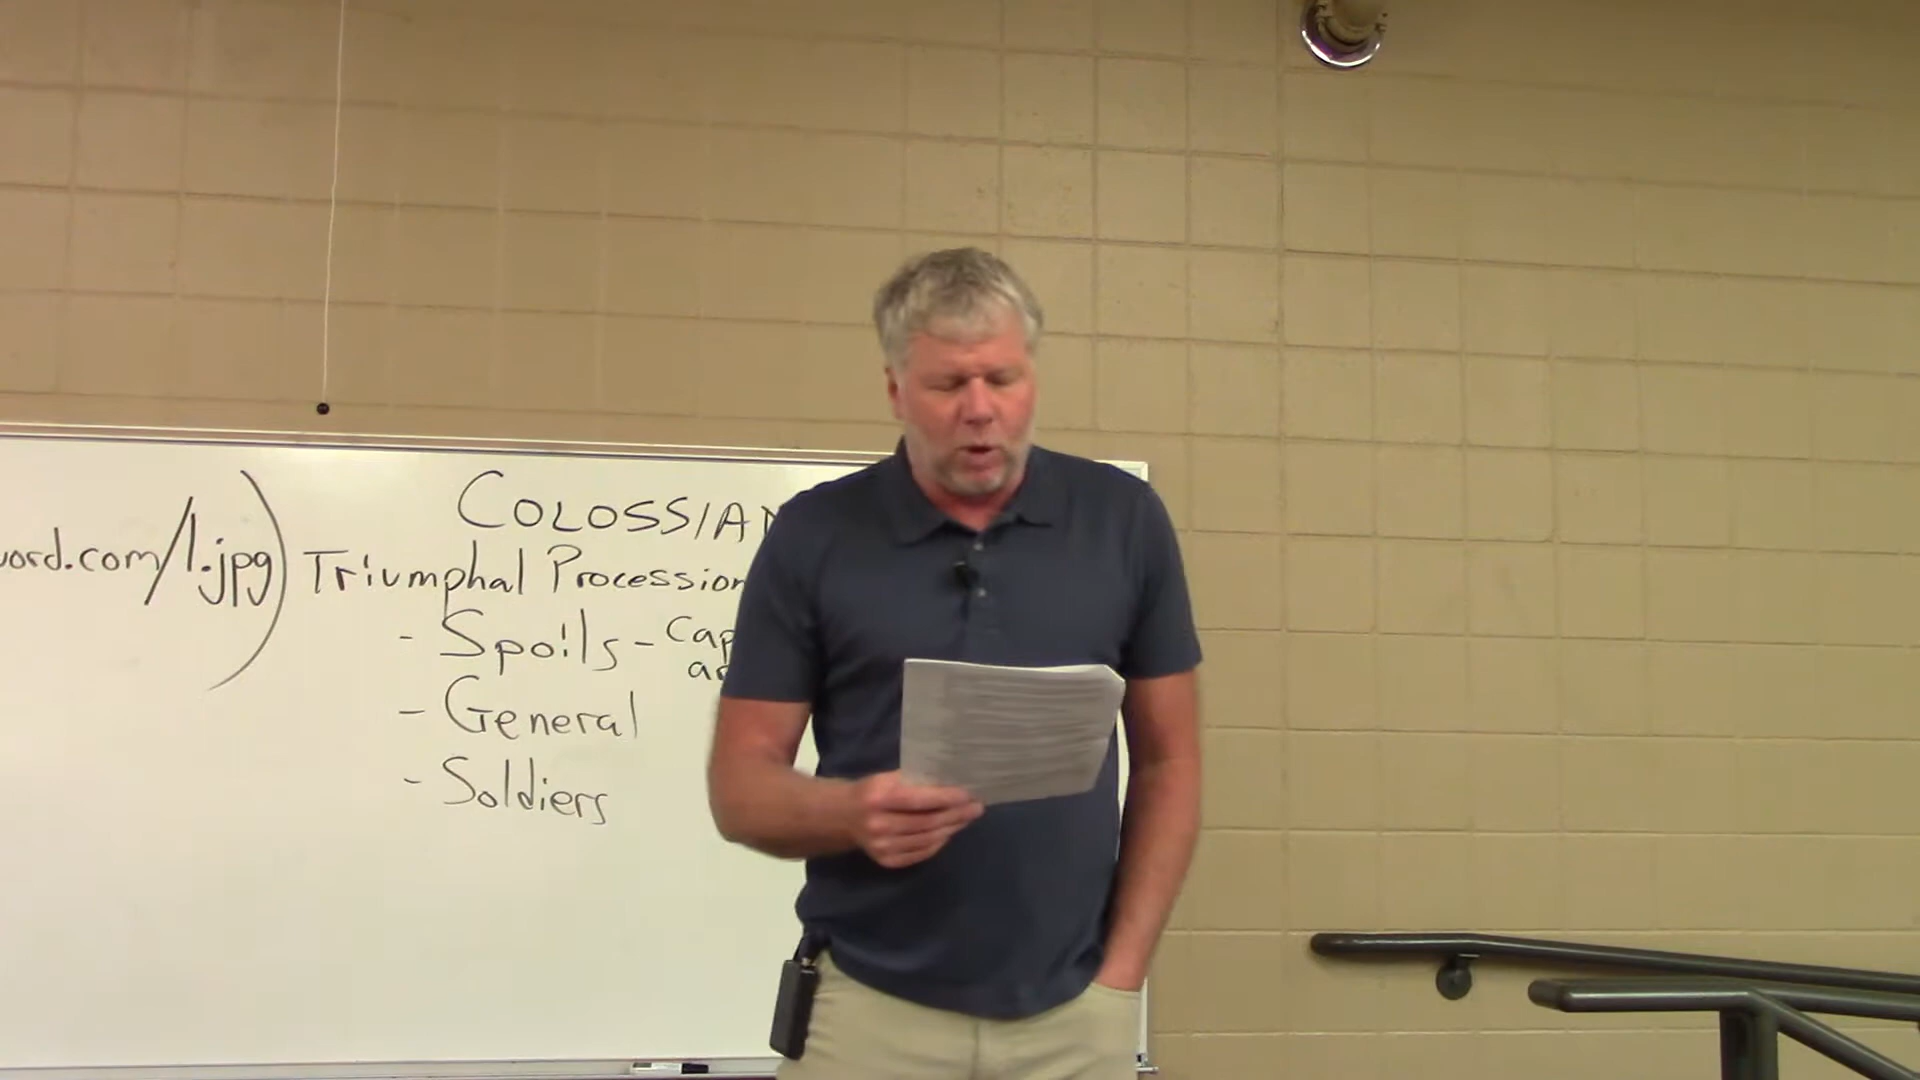 COLOSSIAN
word.com/1.jpg) Triumphal Procession
- Spoils - Cap
- General
- Soldiers